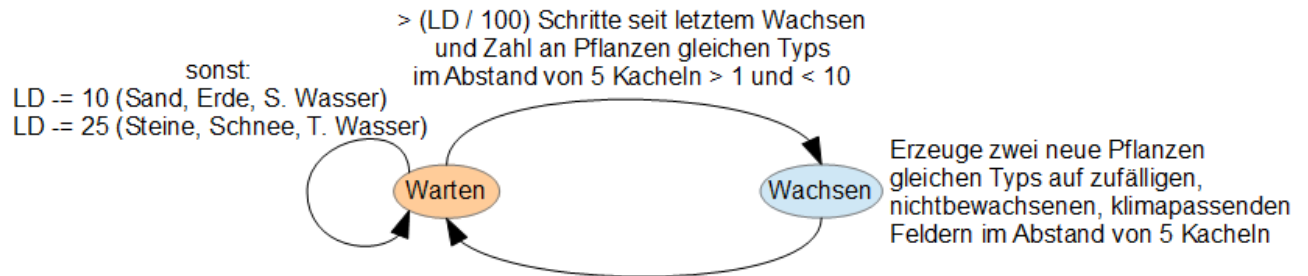 > (LD / 100) Schritte seit letztem Wachsen
und Zahl an Pflanzen gleichen Typs
im Abstand von 5 Kacheln > 1 und < 10
sonst:
LD -= 10 (Sand, Erde, S. Wasser)
LD -= 25 (Steine, Schnee, T. Wasser)
Warten
Wachsen
Erzeuge zwei neue Pflanzen
gleichen Typs auf zufälligen,
nichtbewachsenen, klimapassenden
Feldern im Abstand von 5 Kacheln